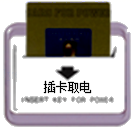 插卡取电
INSERT KEY FOR POWER